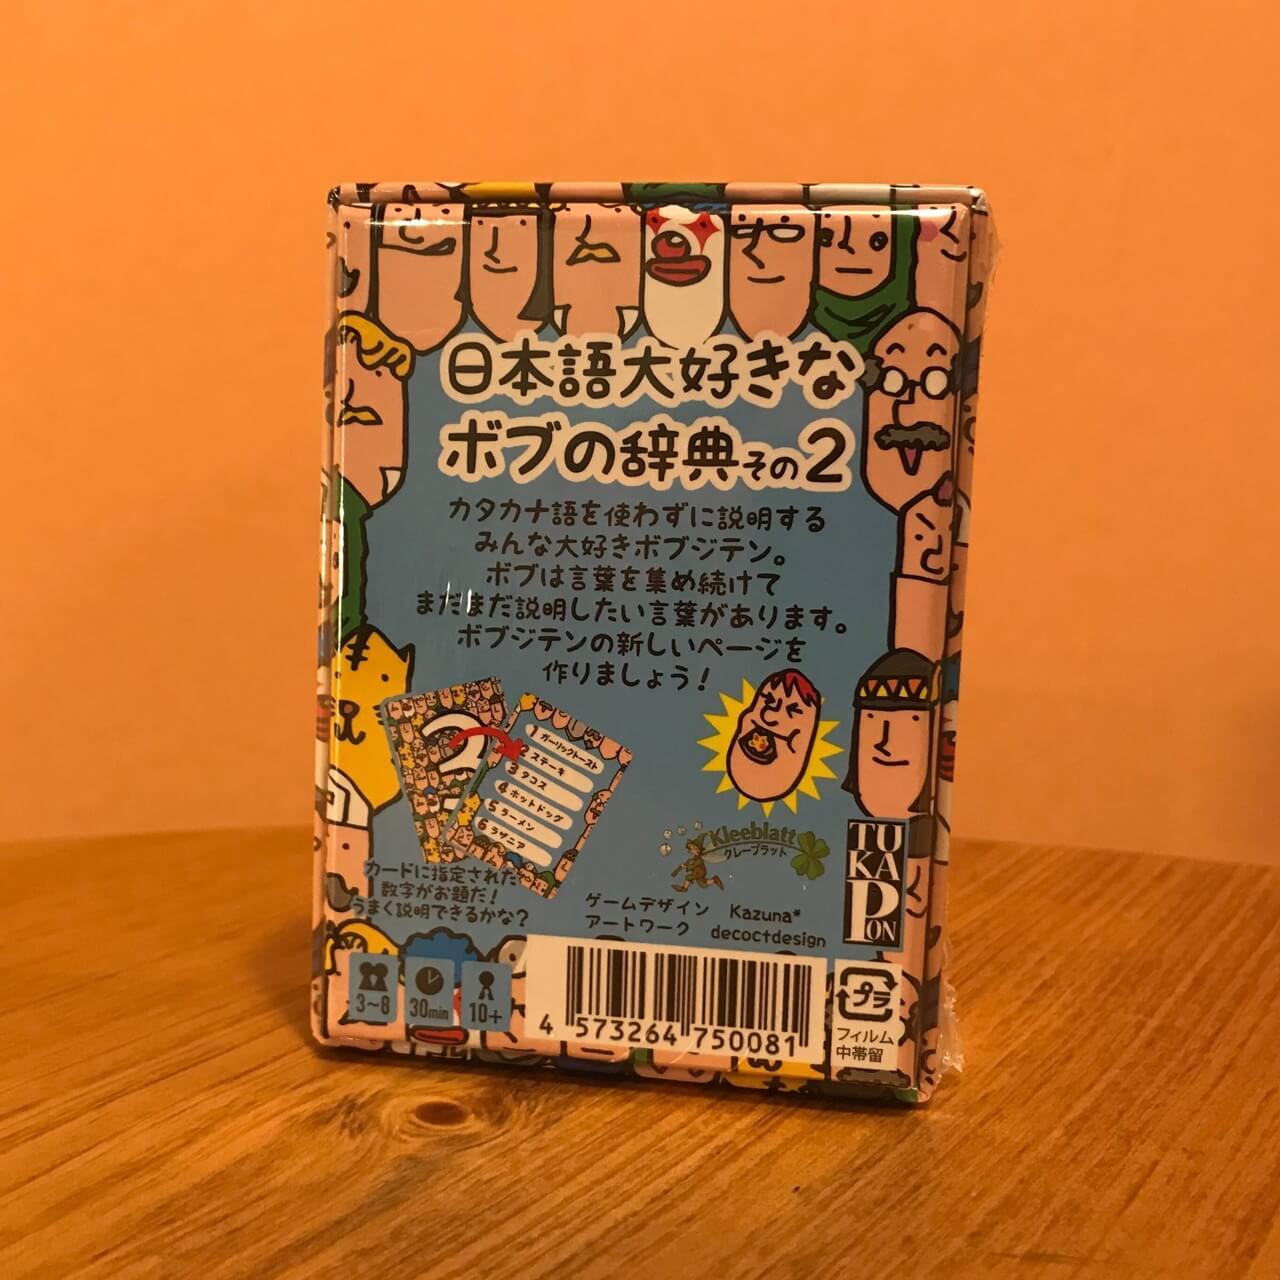 日本語大好きな
ボブの辞典その2
カタカナ語を使わずに説明する
みんな大好きボブジテン。
ボブは言葉を集め続けて
まだまだ説明したい言葉があります。
ボブジテンの新しいページを
作りましょう!
2
1 ガーリックトースト
2 ステーキ
3 タコス
4 ホットドッグ
5 ラーメン
6 ラザニア
カードに指定された
数字がお題だ!
うまく説明できるかな?
Kleeblatt
クレーブラット
ゲームデザイン Kazuna*
アートワーク decoctdesign
TU
KA
PON
3~8
30min
10+
4 573264 750081
プラ
フィルム
中帯留